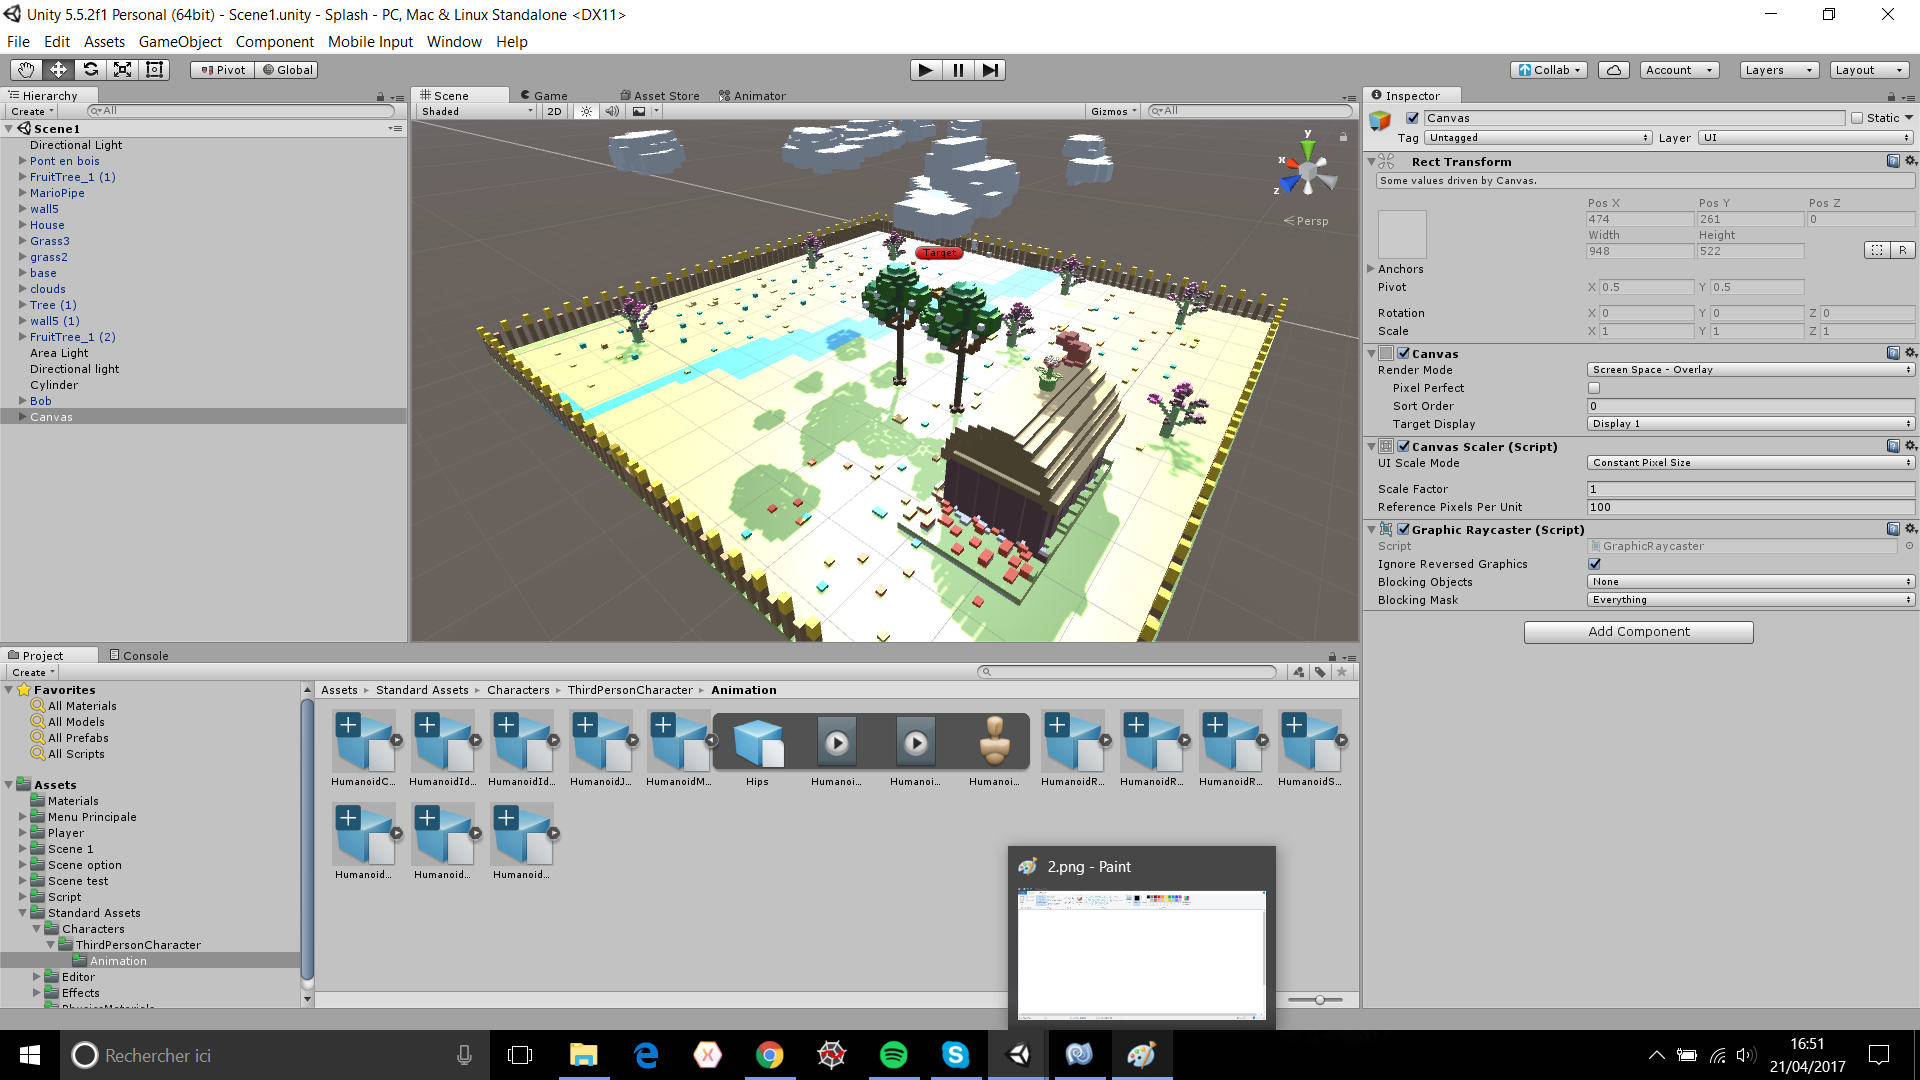 Unity 5.5.2f1 Personal (64bit) - Scene1.unity - Splash - PC, Mac & Linux Standalone <DX11>
File Edit Assets GameObject Component Mobile Input Window Help
Pivot Global Collab Account Layers Layout
Hierarchy
Create All
Scene1
Directional Light
Pont en bois
FruitTree_1 (1)
MarioPipe
wall5
House
Grass3
grass2
base
clouds
Tree (1)
wall5 (1)
FruitTree_1 (2)
Area Light
Directional light
Cylinder
Bob
Canvas
Scene Game Asset Store Animator
Shaded 2D Gizmos All
y
x
z
Persp
Target
Inspector
Canvas Static
Tag Untagged Layer UI
Rect Transform
Some values driven by Canvas.
Pos X Pos Y Pos Z
474 261 0
Width Height
948 522
R
Anchors
Pivot X 0.5 Y 0.5
Rotation X 0 Y 0 Z 0
Scale X 1 Y 1 Z 1
Canvas
Render Mode Screen Space - Overlay
Pixel Perfect
Sort Order 0
Target Display Display 1
Canvas Scaler (Script)
UI Scale Mode Constant Pixel Size
Scale Factor 1
Reference Pixels Per Unit 100
Graphic Raycaster (Script)
Script GraphicRaycaster
Ignore Reversed Graphics
Blocking Objects None
Blocking Mask Everything
Add Component
Project Console
Create
Favorites
All Materials
All Models
All Prefabs
All Scripts
Assets
Materials
Menu Principale
Player
Scene 1
Scene option
Scene test
Script
Standard Assets
Characters
ThirdPersonCharacter
Animation
Editor
Effects
Assets Standard Assets Characters ThirdPersonCharacter Animation
HumanoidC... HumanoidId... HumanoidId... HumanoidJ... HumanoidM... Hips Humanoi... Humanoi... Humanoi... HumanoidR... HumanoidR... HumanoidR... HumanoidS...
Humanoid... Humanoid... Humanoid...
2.png - Paint
Rechercher ici
16:51
21/04/2017